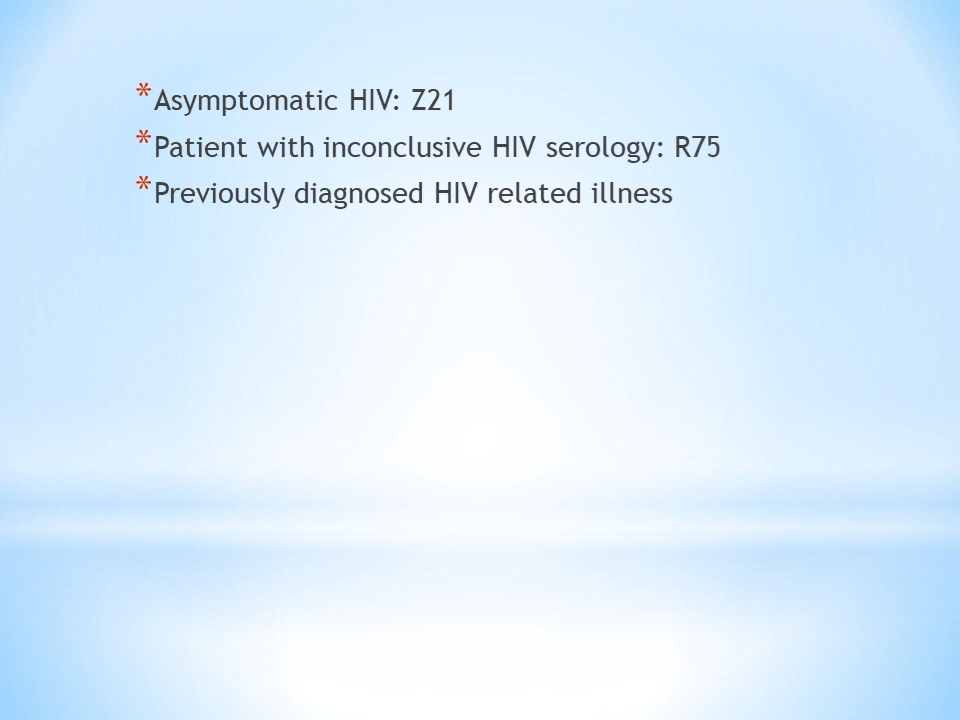 * Asymptomatic HIV: Z21
* Patient with inconclusive HIV serology: R75
* Previously diagnosed HIV related illness